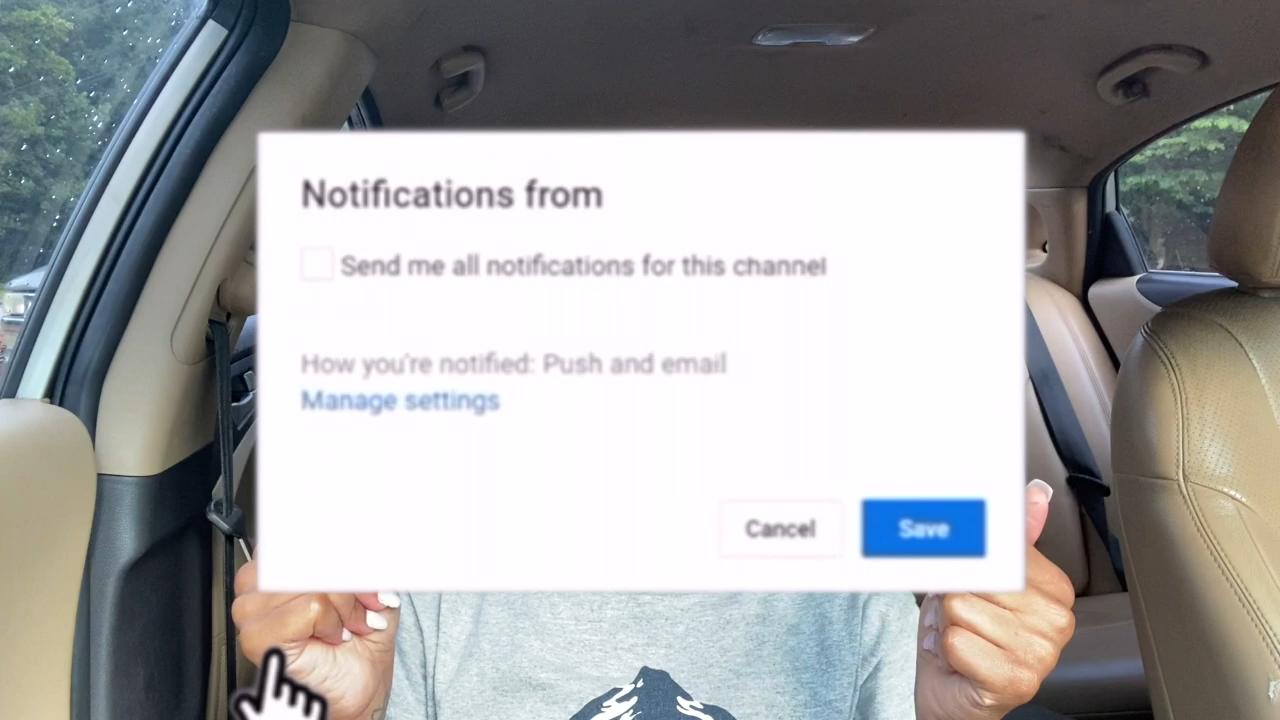 Notifications from
Send me all notifications for this channel
How you're notified: Push and email
Manage settings
Cancel
Save